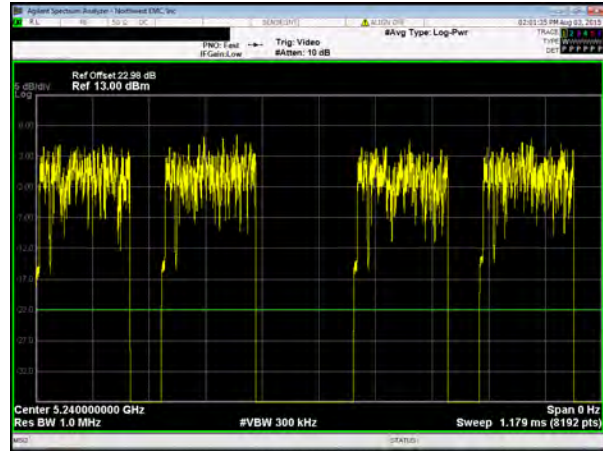 Agilent Spectrum Analyzer - Northwest EMC, Inc
RL RF 50 Ω DC SENSE:INT ALIGN OFF 02:01:35 PM Aug 03, 2015
#Avg Type: Log-Pwr TRACE 1 2 3 4 5 6
PNO: Fast Trig: Video TYPE
IFGain:Low #Atten: 10 dB DET P P P P P P
Ref Offset 22.98 dB
5 dB/div Ref 13.00 dBm
Log
8.00
3.00
-2.00
-7.00
-12.0
-17.0
-22.0
-27.0
-32.0
Center 5.240000000 GHz Span 0 Hz
Res BW 1.0 MHz #VBW 300 kHz Sweep 1.179 ms (8192 pts)
MSG STATUS